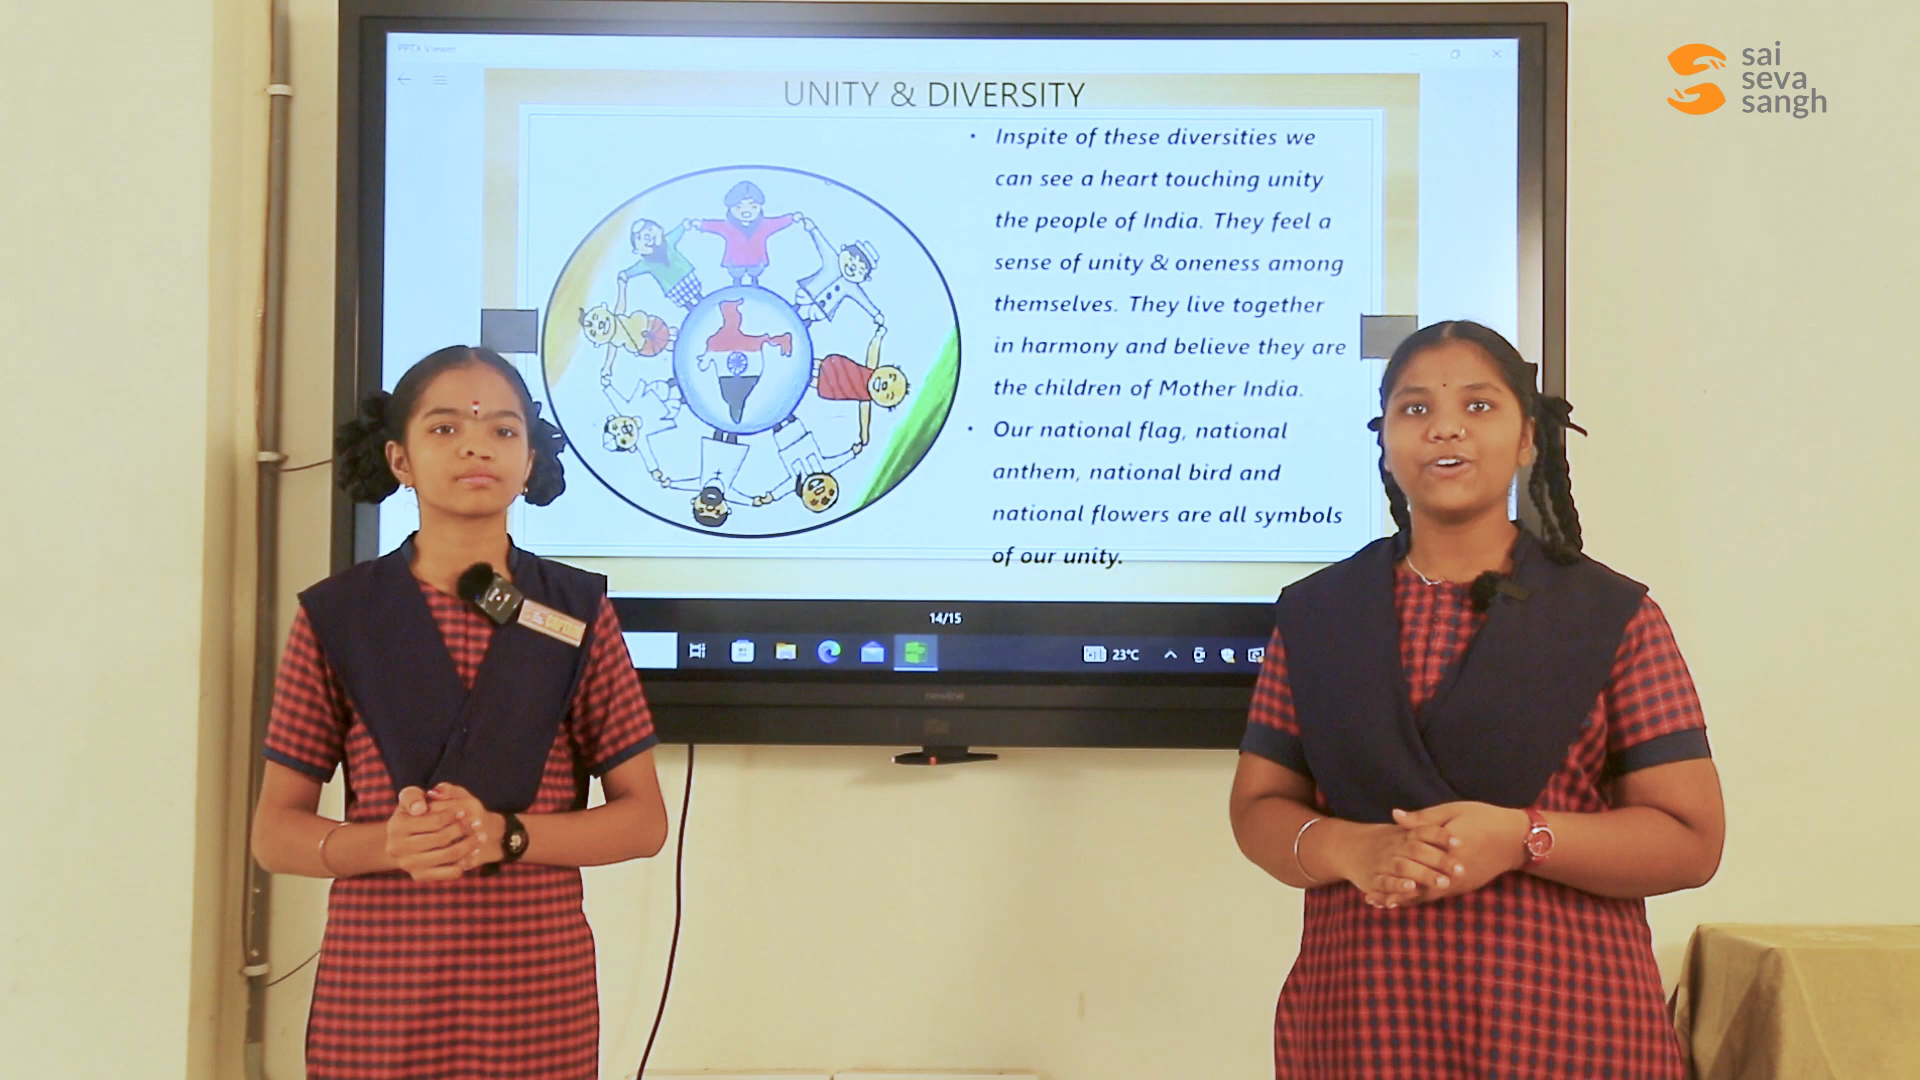 PPTX Viewer
UNITY & DIVERSITY
• Inspite of these diversities we
can see a heart touching unity
the people of India. They feel a
sense of unity & oneness among
themselves. They live together
in harmony and believe they are
the children of Mother India.
• Our national flag, national
anthem, national bird and
national flowers are all symbols
of our unity.
14/15
23°C
newline
sai
seva
sangh